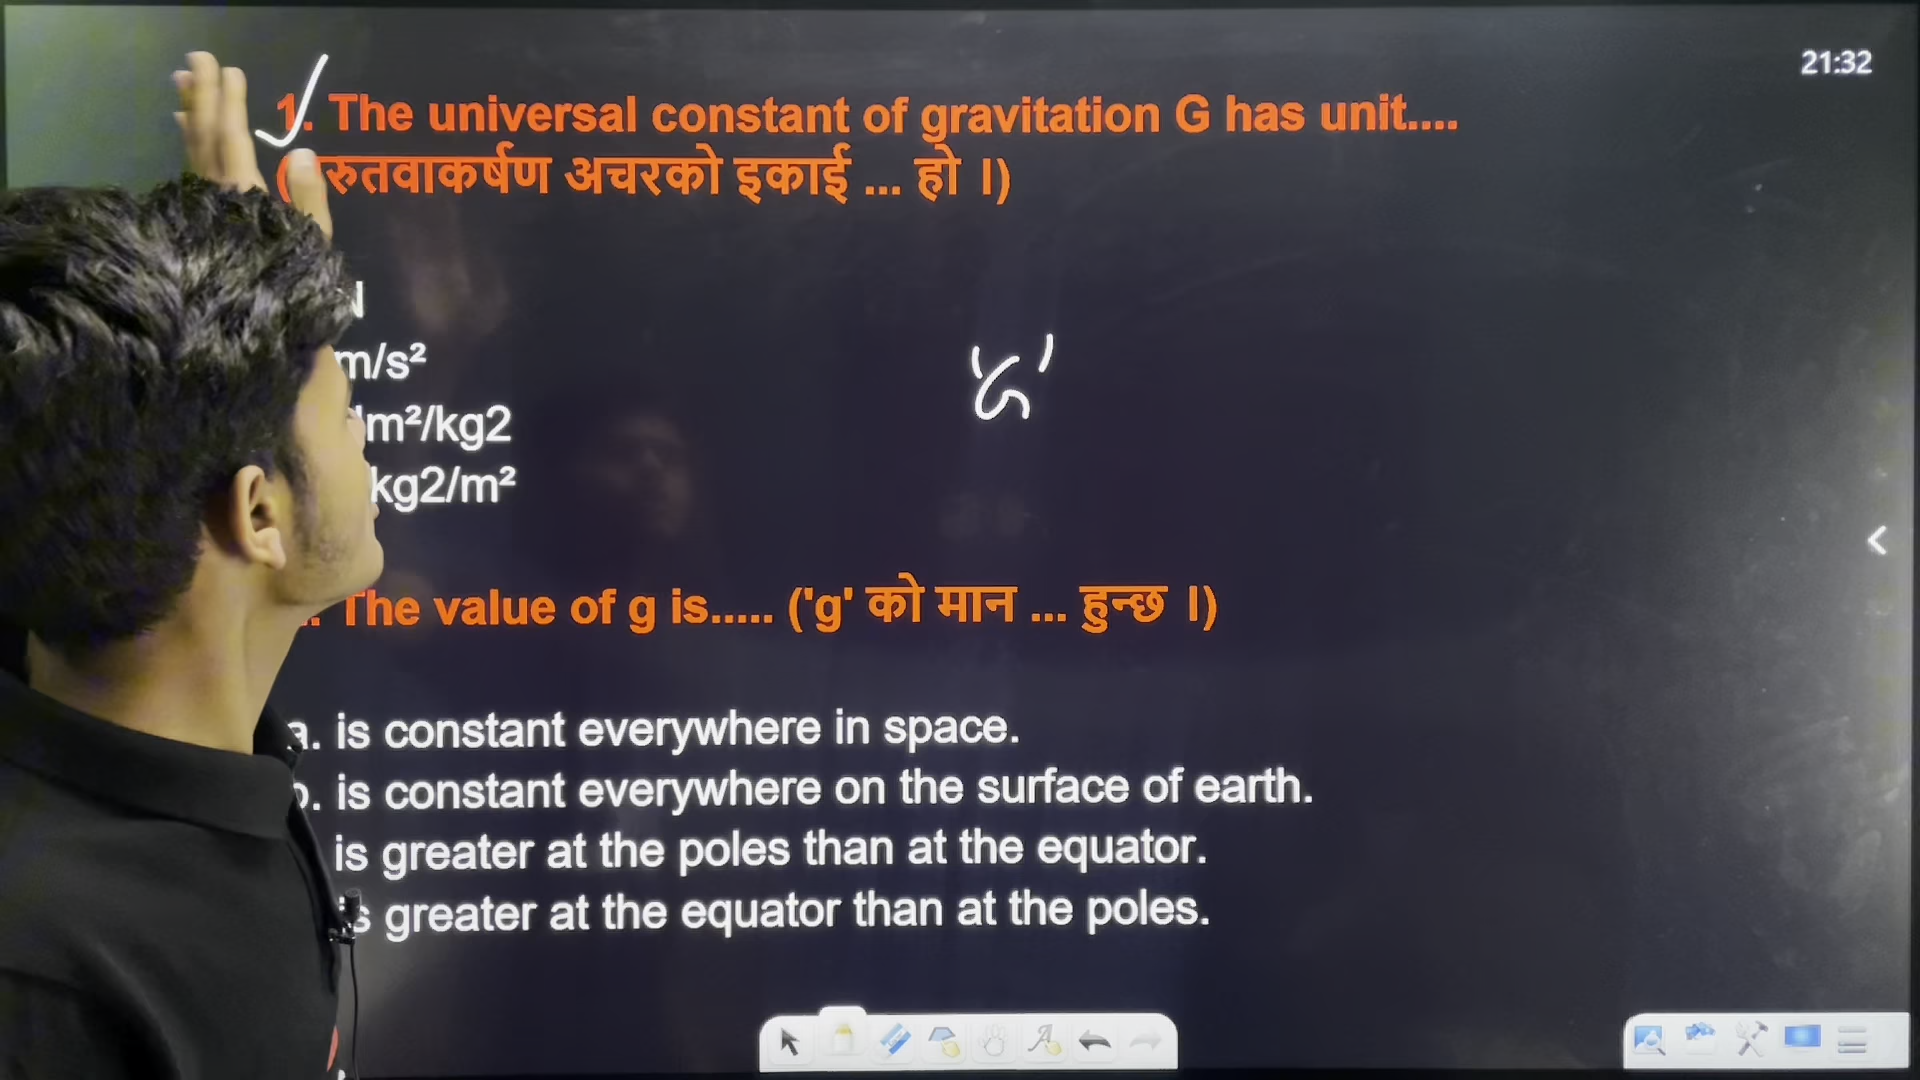 21:32
1. The universal constant of gravitation G has unit....
रुतवाकर्षण अचरको इकाई ... हो ।)
N
m/s²
m²/kg2
kg2/m²
'G'
The value of g is..... ('g' को मान ... हुन्छ ।)
a. is constant everywhere in space.
b. is constant everywhere on the surface of earth.
is greater at the poles than at the equator.
is greater at the equator than at the poles.